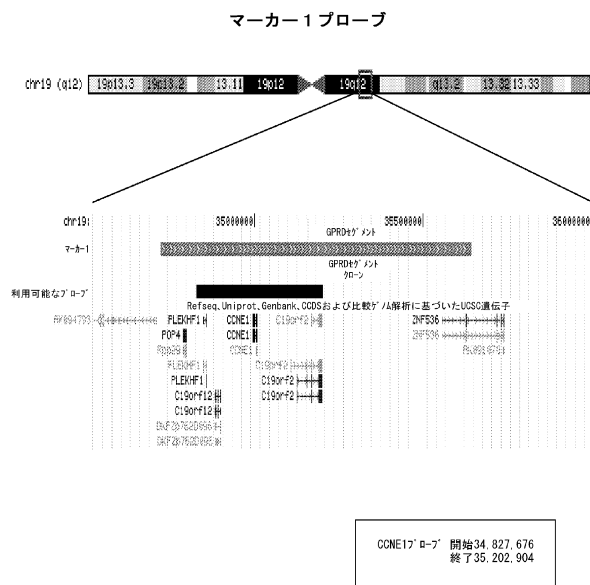 マーカー1プローブ
chr19 (q12) 19p13.3 19p13.2 13.11 19p12 19q12 q13.2 13.32 13.33
chr19: 35000000 35500000 36000000
GPRDセグメント
マーカー1
GPRDセグメント
クローン
利用可能なプローブ
Refseq、Uniprot、Genbank、CCDSおよび比較ゲノム解析に基づいたUCSC遺伝子
PLEKHF1 CCNE1 C19orf2 ZNF536
POP4 CCNE1 C19orf2 ZNF536
Rpp29 CCNE1
PLEKHF1 C19orf2
PLEKHF1 C19orf2
C19orf12 C19orf2
C19orf12
CCNE1プローブ 開始34,827,676
終了35,202,904